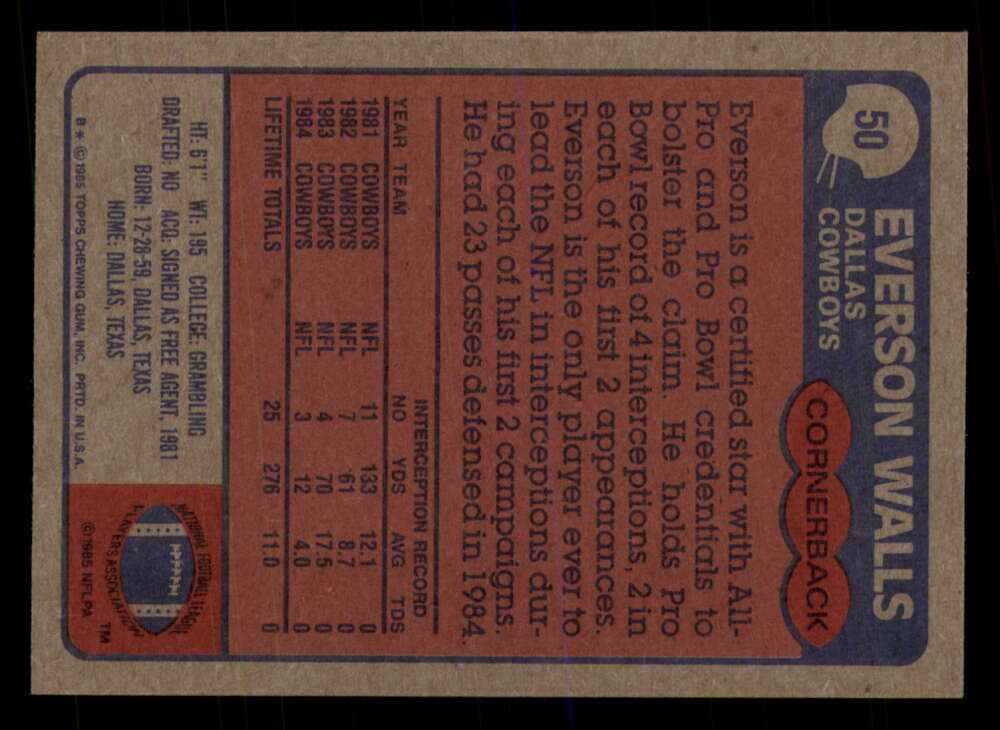 50
EVERSON WALLS
DALLAS
COWBOYS
CORNERBACK
Everson is a certified star with All-
Pro and Pro Bowl credentials to
bolster the claim. He holds Pro
Bowl record of 4 interceptions, 2 in
each of his first 2 appearances.
Everson is the only player ever to
lead the NFL in interceptions dur-
ing each of his first 2 campaigns.
He had 23 passes defensed in 1984.
INTERCEPTION RECORD
YEAR TEAM NO YDS AVG TDS
1981 COWBOYS NFL 11 133 12.1 0
1982 COWBOYS NFL 7 61 8.7 0
1983 COWBOYS NFL 4 70 17.5 0
1984 COWBOYS NFL 3 12 4.0 0
LIFETIME TOTALS 25 276 11.0 0
HT: 6'1" WT: 195 COLLEGE: GRAMBLING
DRAFTED: NO ACQ: SIGNED AS FREE AGENT, 1981
BORN: 12-28-59, DALLAS, TEXAS
HOME: DALLAS, TEXAS
B* © 1985 TOPPS CHEWING GUM, INC. PRTD. IN U.S.A.
NATIONAL FOOTBALL LEAGUE
PLAYERS ASSOCIATION
TM
©1985 NFLPA